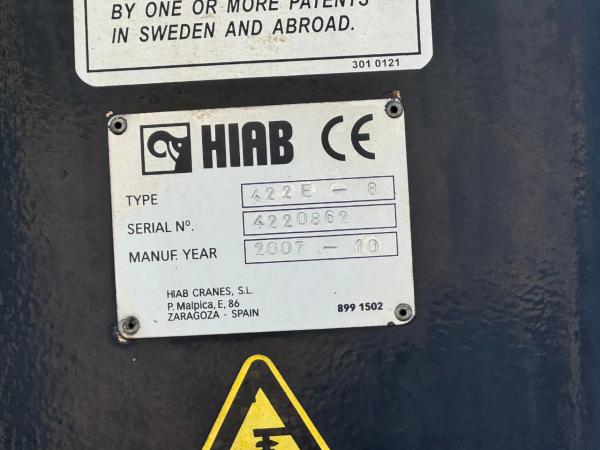 BY ONE OR MORE PATENTS
IN SWEDEN AND ABROAD.
301 0121
HIAB CE
TYPE 422E - 8
SERIAL Nº. 4220862
MANUF. YEAR 2007 - 10
HIAB CRANES, S.L.
P. Malpica, E, 86
ZARAGOZA - SPAIN
899 1502